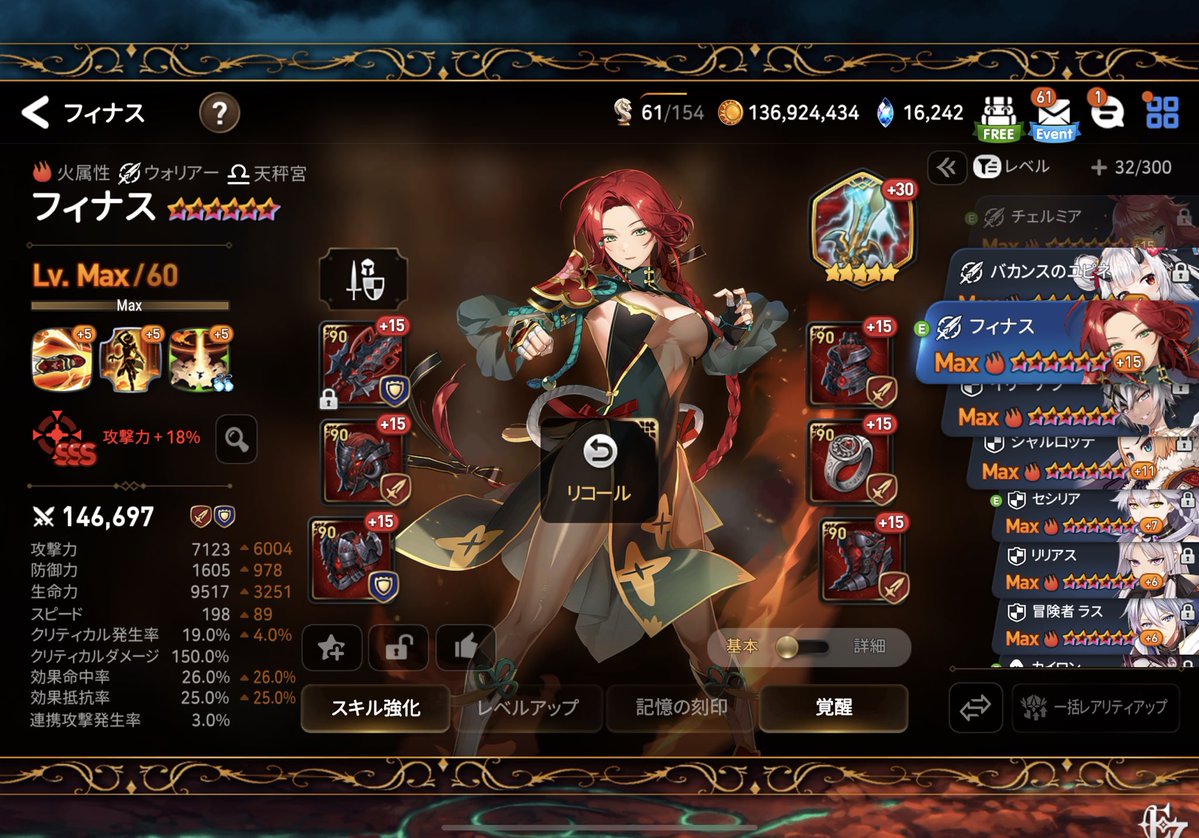 フィナス
?
61/154
136,924,434
16,242
FREE
61
Event
1
火属性 ウォリアー 天秤宮
フィナス
Lv. Max/60
Max
+5
+5
+5
SSS
攻撃力+18%
146,697
攻撃力 7123 6004
防御力 1605 978
生命力 9517 3251
スピード 198 89
クリティカル発生率 19.0% 4.0%
クリティカルダメージ 150.0%
効果命中率 26.0% 26.0%
効果抵抗率 25.0% 25.0%
連携攻撃発生率 3.0%
90 +15
90 +15
90 +15
リコール
+30
90 +15
90 +15
90 +15
基本 詳細
スキル強化
レベルアップ
記憶の刻印
覚醒
レベル
+ 32/300
E チェルミア
Max +15
バカンスのユピネ
E フィナス
Max +15
Max
シャルロッテ
Max +11
E セシリア
Max +7
リリアス
Max +6
冒険者 ラス
Max +6
カイロン
一括レアリティアップ
E7